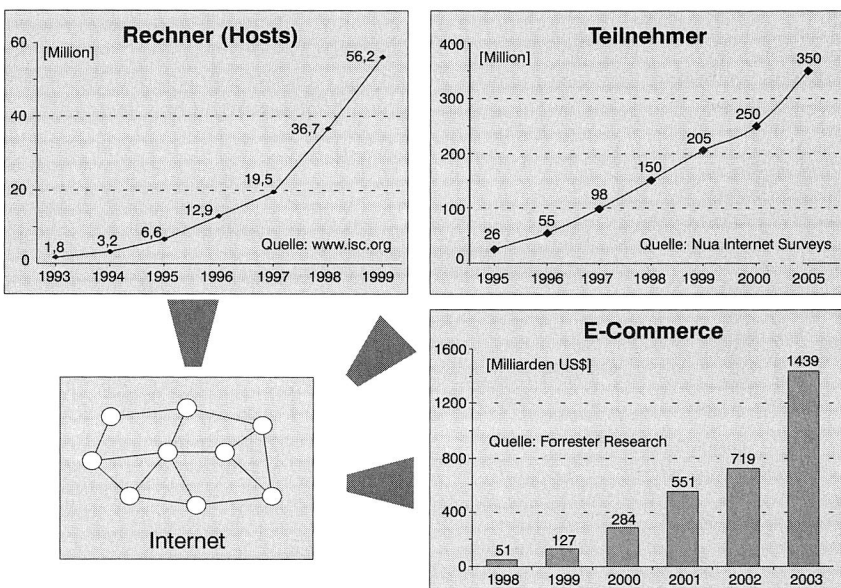 Rechner (Hosts)
[Million]
60
40
20
0
1,8
3,2
6,6
12,9
19,5
36,7
56,2
Quelle: www.isc.org
1993 1994 1995 1996 1997 1998 1999
Teilnehmer
[Million]
400
300
200
100
0
26
55
98
150
205
250
350
Quelle: Nua Internet Surveys
1995 1996 1997 1998 1999 2000 2005
Internet
E-Commerce
[Milliarden US$]
1600
1200
800
400
0
Quelle: Forrester Research
51
127
284
551
719
1439
1998 1999 2000 2001 2002 2003